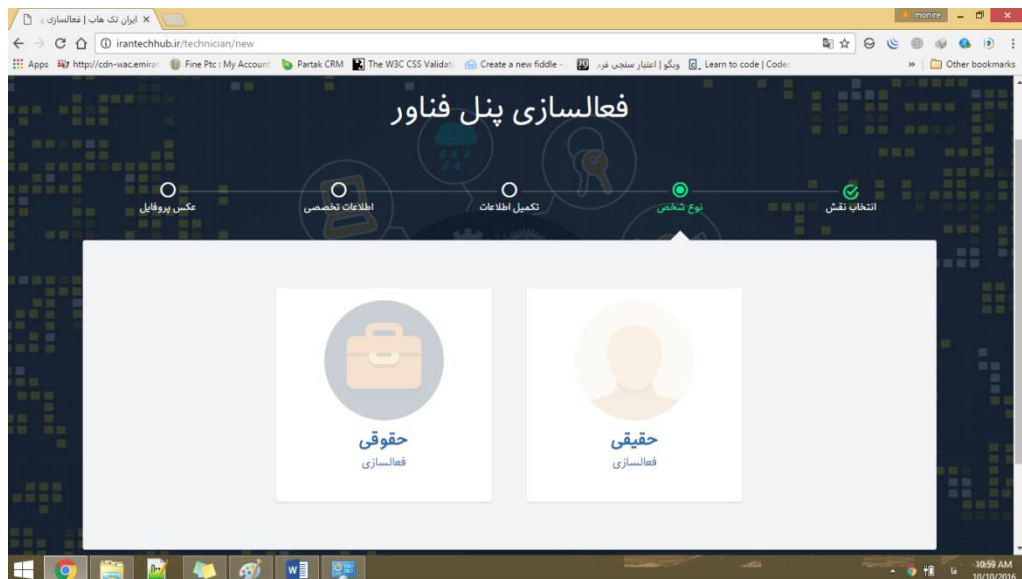 ایران تک هاب | فعالسازی
monire
irantechhub.ir/technician/new
Apps
http://cdn-wac.emirat
Fine Ptc : My Account
Partak CRM
The W3C CSS Validati
Create a new fiddle -
ویگو | اعتبار سنجی فرم
Learn to code | Codec
»
Other bookmarks
فعالسازی پنل فناور
انتخاب نقش
نوع شخص
تکمیل اطلاعات
اطلاعات تخصصی
عکس پروفایل
حقیقی
فعالسازی
حقوقی
فعالسازی
فا
10:59 AM
10/10/2016